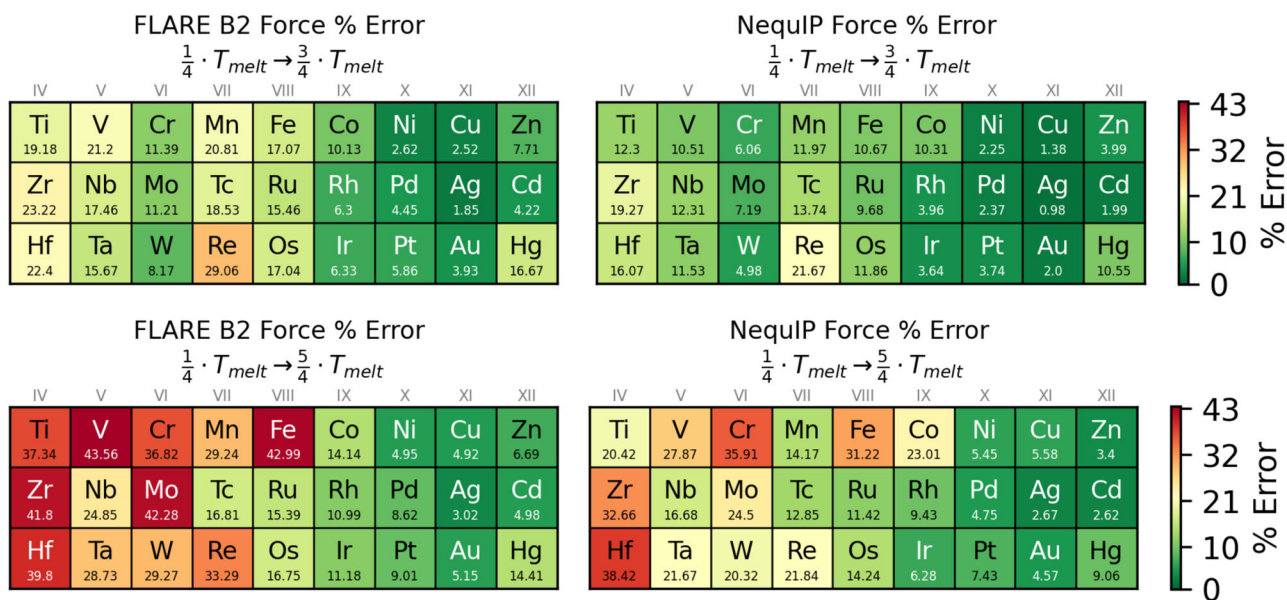 FLARE B2 Force % Error
1/4 · T_melt → 3/4 · T_melt
IV V VI VII VIII IX X XI XII
Ti V Cr Mn Fe Co Ni Cu Zn
19.18 21.2 11.39 20.81 17.07 10.13 2.62 2.52 7.71
Zr Nb Mo Tc Ru Rh Pd Ag Cd
23.22 17.46 11.21 18.53 15.46 6.3 4.45 1.85 4.22
Hf Ta W Re Os Ir Pt Au Hg
22.4 15.67 8.17 29.06 17.04 6.33 5.86 3.93 16.67
NequIP Force % Error
1/4 · T_melt → 3/4 · T_melt
IV V VI VII VIII IX X XI XII
Ti V Cr Mn Fe Co Ni Cu Zn
12.3 10.51 6.06 11.97 10.67 10.31 2.25 1.38 3.99
Zr Nb Mo Tc Ru Rh Pd Ag Cd
19.27 12.31 7.19 13.74 9.68 3.96 2.37 0.98 1.99
Hf Ta W Re Os Ir Pt Au Hg
16.07 11.53 4.98 21.67 11.86 3.64 3.74 2.0 10.55
43
32
21
10
0
% Error
FLARE B2 Force % Error
1/4 · T_melt → 5/4 · T_melt
IV V VI VII VIII IX X XI XII
Ti V Cr Mn Fe Co Ni Cu Zn
37.34 43.56 36.82 29.24 42.99 14.14 4.95 4.92 6.69
Zr Nb Mo Tc Ru Rh Pd Ag Cd
41.8 24.85 42.28 16.81 15.39 10.99 8.62 3.02 4.98
Hf Ta W Re Os Ir Pt Au Hg
39.8 28.73 29.27 33.29 16.75 11.18 9.01 5.15 14.41
NequIP Force % Error
1/4 · T_melt → 5/4 · T_melt
IV V VI VII VIII IX X XI XII
Ti V Cr Mn Fe Co Ni Cu Zn
20.42 27.87 35.91 14.17 31.22 23.01 5.45 5.58 3.4
Zr Nb Mo Tc Ru Rh Pd Ag Cd
32.66 16.68 24.5 12.85 11.42 9.43 4.75 2.67 2.62
Hf Ta W Re Os Ir Pt Au Hg
38.42 21.67 20.32 21.84 14.24 6.28 7.43 4.57 9.06
43
32
21
10
0
% Error